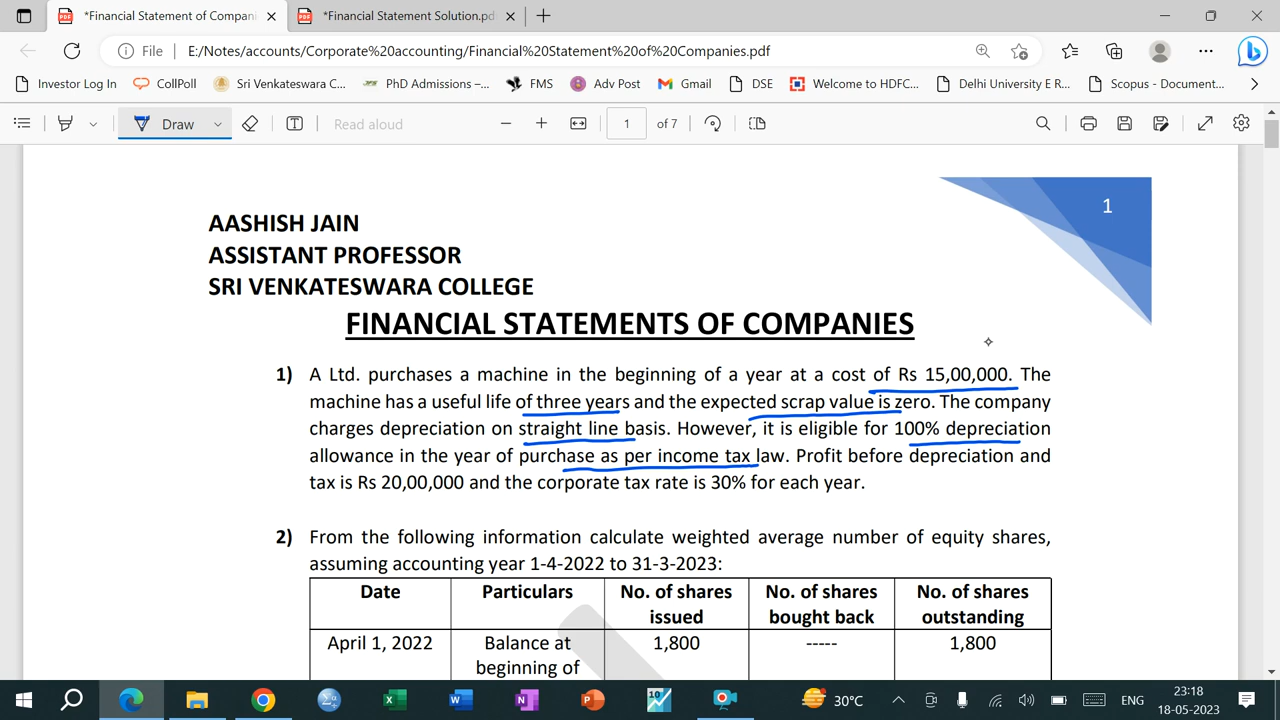 *Financial Statement of Compani
*Financial Statement Solution.pd
File
E:/Notes/accounts/Corporate%20accounting/Financial%20Statement%20of%20Companies.pdf
Investor Log In
CollPoll
Sri Venkateswara C...
PhD Admissions –...
FMS
Adv Post
Gmail
DSE
Welcome to HDFC...
Delhi University E R...
Scopus - Document...
Draw
Read aloud
1
of 7
1
AASHISH JAIN
ASSISTANT PROFESSOR
SRI VENKATESWARA COLLEGE
FINANCIAL STATEMENTS OF COMPANIES
1) A Ltd. purchases a machine in the beginning of a year at a cost of Rs 15,00,000. The
machine has a useful life of three years and the expected scrap value is zero. The company
charges depreciation on straight line basis. However, it is eligible for 100% depreciation
allowance in the year of purchase as per income tax law. Profit before depreciation and
tax is Rs 20,00,000 and the corporate tax rate is 30% for each year.
2) From the following information calculate weighted average number of equity shares,
assuming accounting year 1-4-2022 to 31-3-2023:
Date Particulars No. of shares No. of shares No. of shares
issued bought back outstanding
April 1, 2022 Balance at 1,800 ----- 1,800
beginning of
30°C
ENG
23:18
18-05-2023